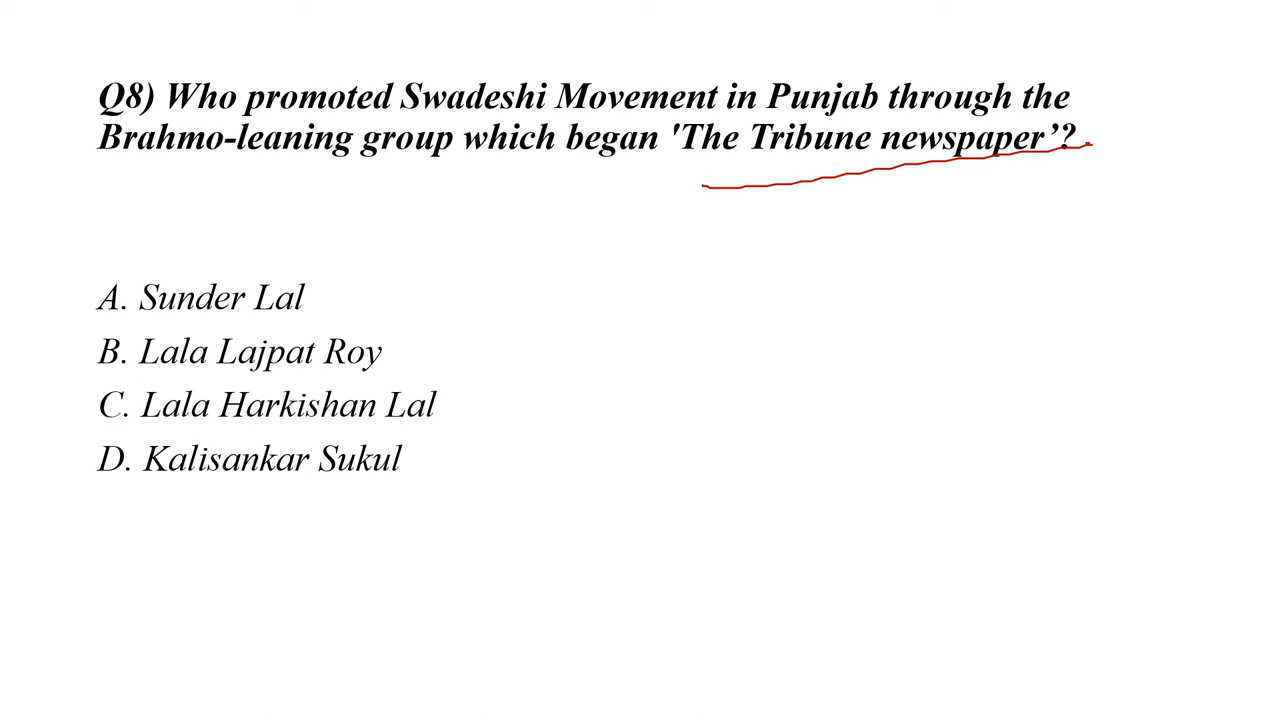 Q8) Who promoted Swadeshi Movement in Punjab through the
Brahmo-leaning group which began 'The Tribune newspaper’?
A. Sunder Lal
B. Lala Lajpat Roy
C. Lala Harkishan Lal
D. Kalisankar Sukul